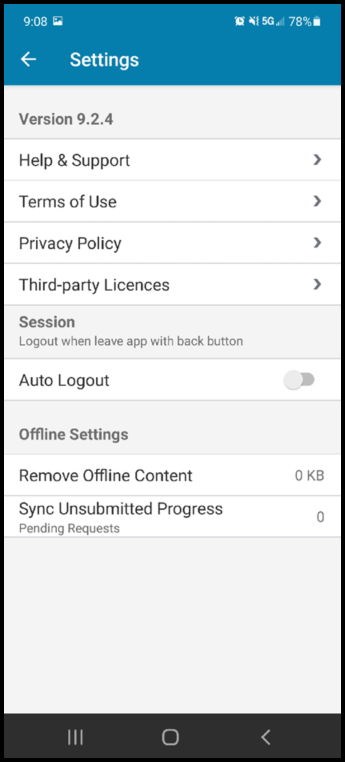 9:08
5G 78%
Settings
Version 9.2.4
Help & Support
Terms of Use
Privacy Policy
Third-party Licences
Session
Logout when leave app with back button
Auto Logout
Offline Settings
Remove Offline Content 0 KB
Sync Unsubmitted Progress 0
Pending Requests